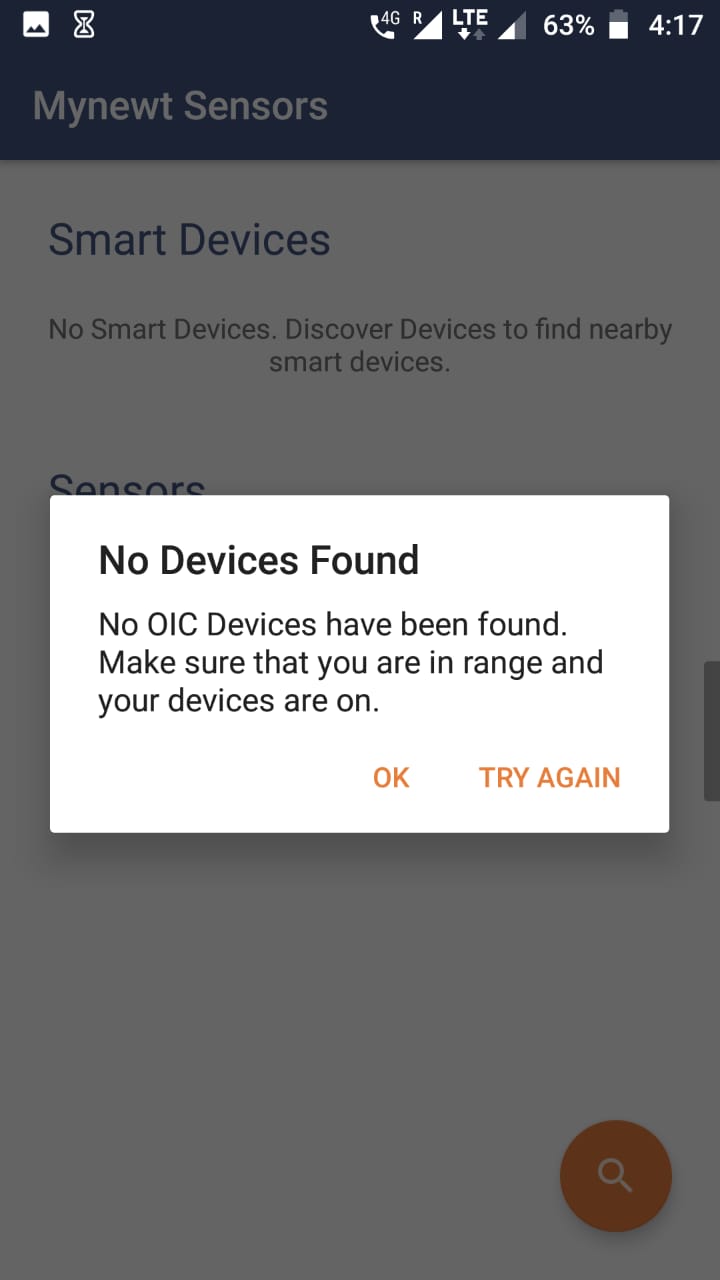 4G R LTE 63% 4:17
Mynewt Sensors
Smart Devices
No Smart Devices. Discover Devices to find nearby
smart devices.
Sensors
No Devices Found
No OIC Devices have been found.
Make sure that you are in range and
your devices are on.
OK TRY AGAIN